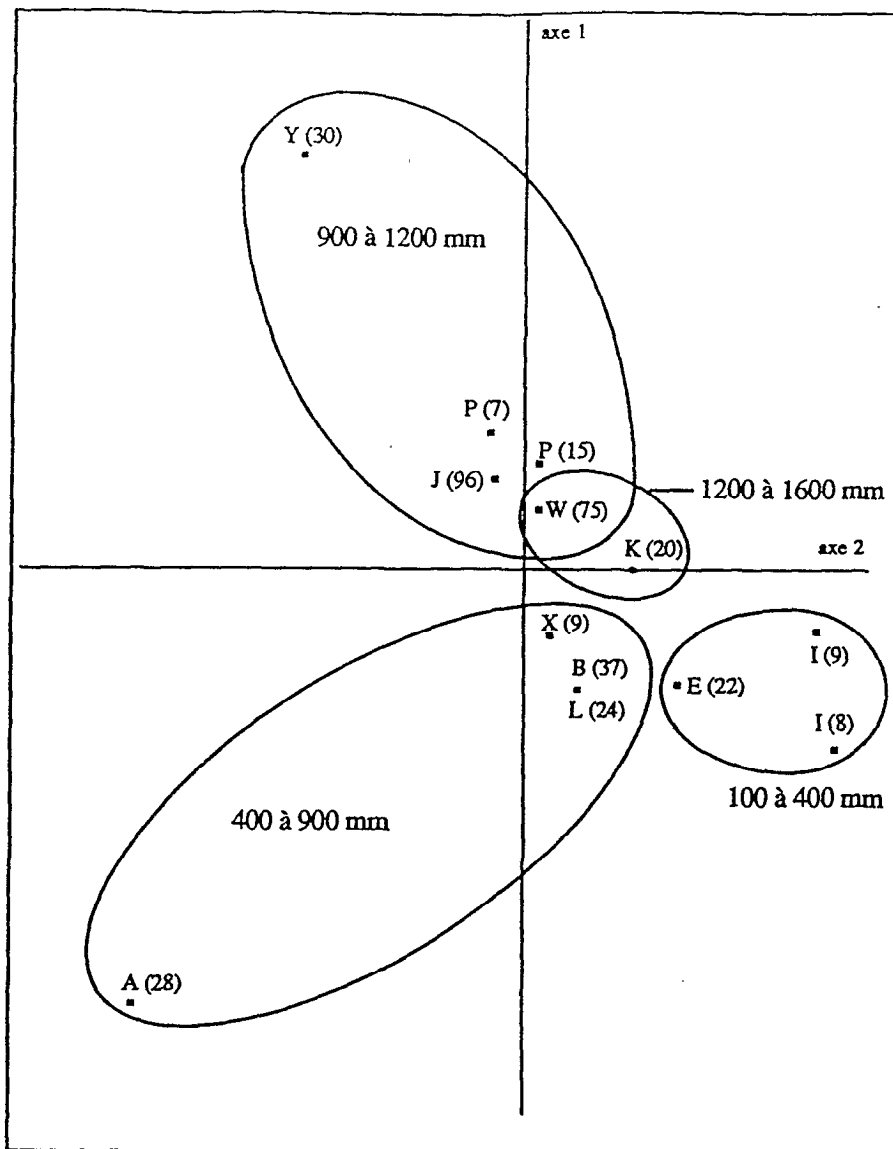 axe 1
Y (30)
900 à 1200 mm
P (7)
P (15)
J (96)
1200 à 1600 mm
W (75)
K (20)
axe 2
X (9)
I (9)
B (37)
E (22)
L (24)
I (8)
100 à 400 mm
400 à 900 mm
A (28)